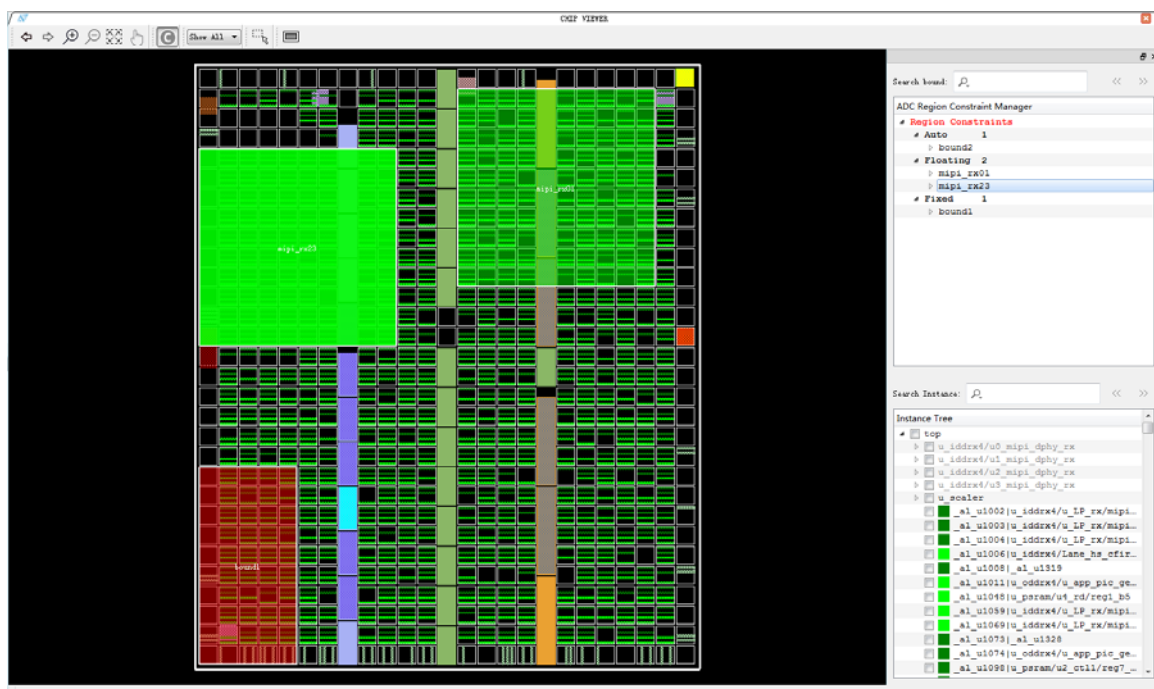 CHIP VIEWER
Show All
Search bound:
ADC Region Constraint Manager
Region Constraints
Auto 1
bound2
Floating 2
mipi_rx01
mipi_rx23
Fixed 1
bound1
mipi_rx01
mipi_rx23
bound1
Search Instance:
Instance Tree
top
u_iddrx4/u0_mipi_dphy_rx
u_iddrx4/u1_mipi_dphy_rx
u_iddrx4/u2_mipi_dphy_rx
u_iddrx4/u3_mipi_dphy_rx
u_scaler
_al_u1002|u_iddrx4/u_LP_rx/mipi...
_al_u1003|u_iddrx4/u_LP_rx/mipi...
_al_u1004|u_iddrx4/u_LP_rx/mipi...
_al_u1006|u_iddrx4/Lane_hs_cfir...
_al_u1008|_al_u1319
_al_u1011|u_oddrx4/u_app_pic_ge...
_al_u1048|u_psram/u4_rd/reg1_b5
_al_u1059|u_iddrx4/u_LP_rx/mipi...
_al_u1069|u_iddrx4/u_LP_rx/mipi...
_al_u1073|_al_u1328
_al_u1074|u_oddrx4/u_app_pic_ge...
_al_u1098|u_psram/u2_ctl1/reg7_...